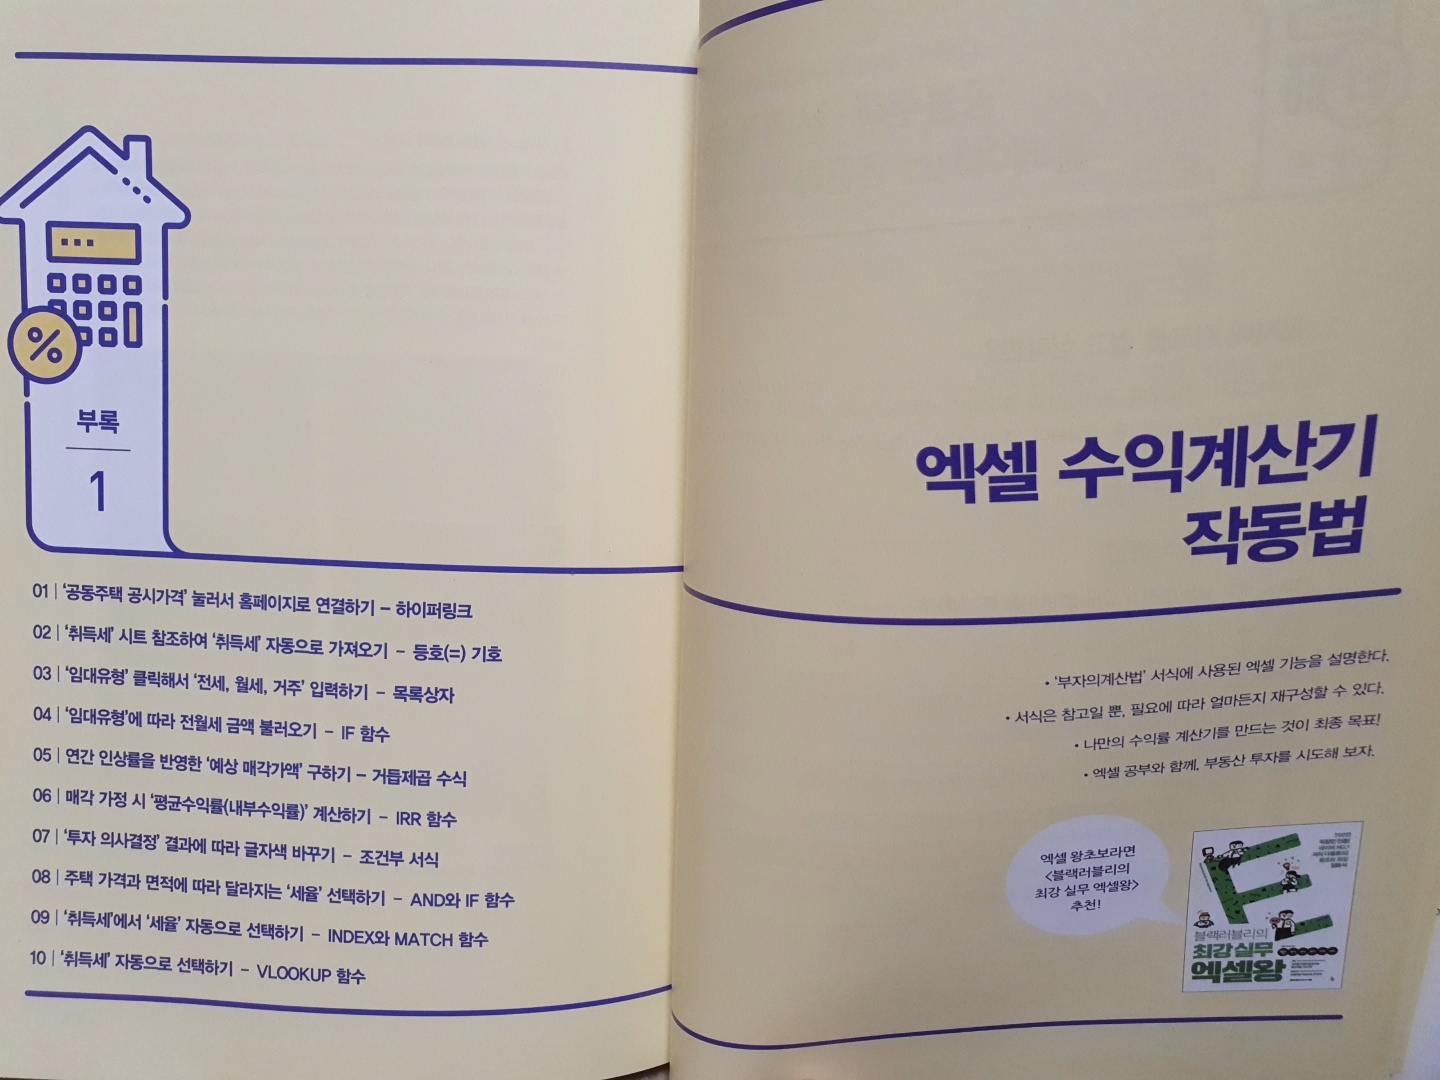 %
부록
1
01 | ‘공동주택 공시가격’ 눌러서 홈페이지로 연결하기 – 하이퍼링크
02 | ‘취득세’ 시트 참조하여 ‘취득세’ 자동으로 가져오기 – 등호(=) 기호
03 | ‘임대유형’ 클릭해서 ‘전세, 월세, 거주’ 입력하기 – 목록상자
04 | ‘임대유형’에 따라 전월세 금액 불러오기 – IF 함수
05 | 연간 인상률을 반영한 ‘예상 매각가액’ 구하기 – 거듭제곱 수식
06 | 매각 가정 시 ‘평균수익률(내부수익률)’ 계산하기 – IRR 함수
07 | ‘투자 의사결정’ 결과에 따라 글자색 바꾸기 – 조건부 서식
08 | 주택 가격과 면적에 따라 달라지는 ‘세율’ 선택하기 – AND와 IF 함수
09 | ‘취득세’에서 ‘세율’ 자동으로 선택하기 – INDEX와 MATCH 함수
10 | ‘취득세’ 자동으로 선택하기 – VLOOKUP 함수
엑셀 수익계산기
작동법
• ‘부자의계산법’ 서식에 사용된 엑셀 기능을 설명한다.
• 서식은 참고일 뿐, 필요에 따라 얼마든지 재구성할 수 있다.
• 나만의 수익률 계산기를 만드는 것이 최종 목표!
• 엑셀 공부와 함께, 부동산 투자를 시도해 보자.
엑셀 왕초보라면
<블랙러블리의
최강 실무 엑셀왕>
추천!
블랙러블리의
최강 실무
엑셀왕